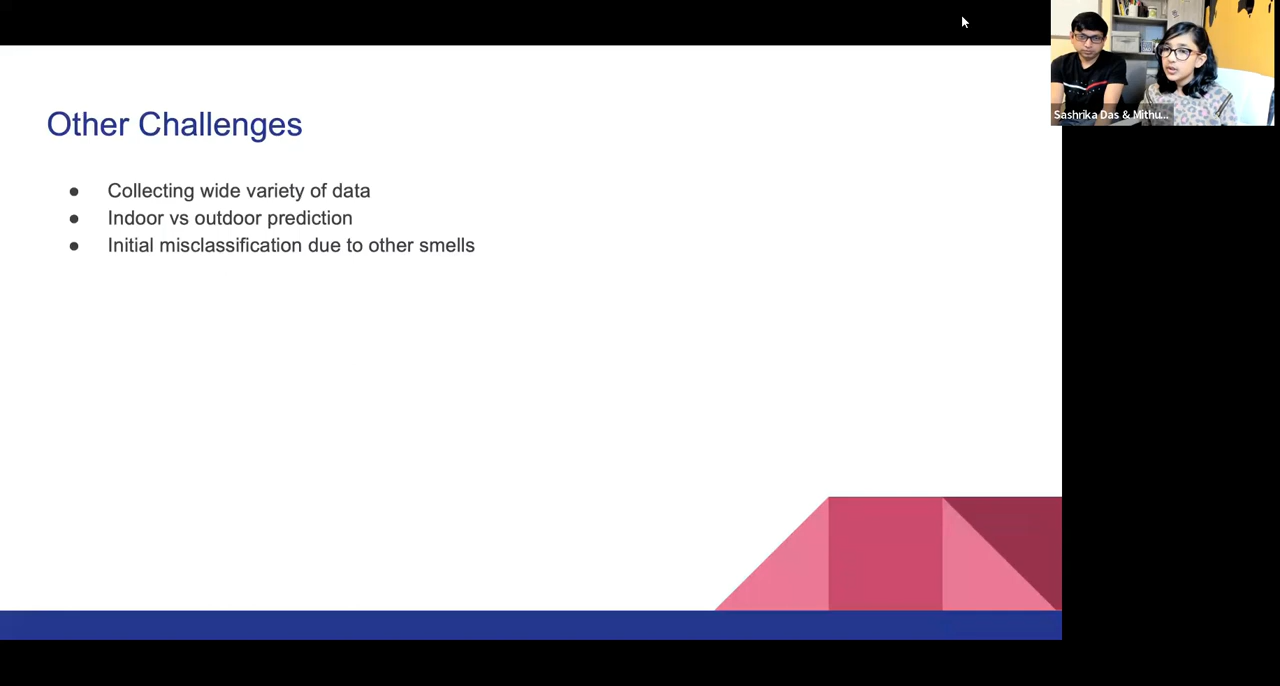 Other Challenges
● Collecting wide variety of data
● Indoor vs outdoor prediction
● Initial misclassification due to other smells
Sashrika Das & Mithu...